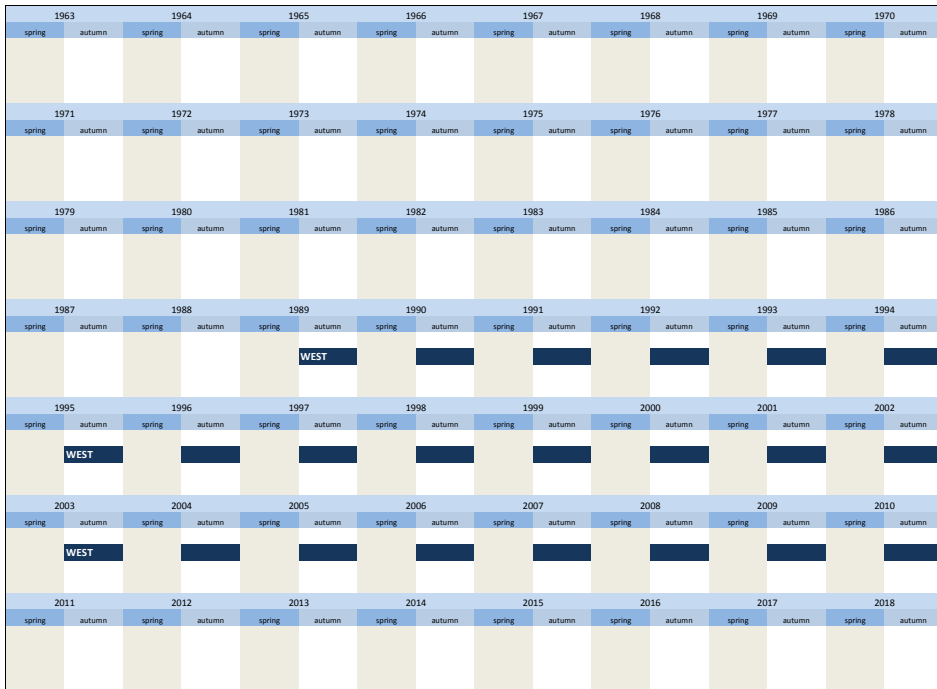 1963 1964 1965 1966 1967 1968 1969 1970
spring autumn spring autumn spring autumn spring autumn spring autumn spring autumn spring autumn spring autumn
1971 1972 1973 1974 1975 1976 1977 1978
spring autumn spring autumn spring autumn spring autumn spring autumn spring autumn spring autumn spring autumn
1979 1980 1981 1982 1983 1984 1985 1986
spring autumn spring autumn spring autumn spring autumn spring autumn spring autumn spring autumn spring autumn
1987 1988 1989 1990 1991 1992 1993 1994
spring autumn spring autumn spring autumn spring autumn spring autumn spring autumn spring autumn spring autumn
WEST
1995 1996 1997 1998 1999 2000 2001 2002
spring autumn spring autumn spring autumn spring autumn spring autumn spring autumn spring autumn spring autumn
WEST
2003 2004 2005 2006 2007 2008 2009 2010
spring autumn spring autumn spring autumn spring autumn spring autumn spring autumn spring autumn spring autumn
WEST
2011 2012 2013 2014 2015 2016 2017 2018
spring autumn spring autumn spring autumn spring autumn spring autumn spring autumn spring autumn spring autumn